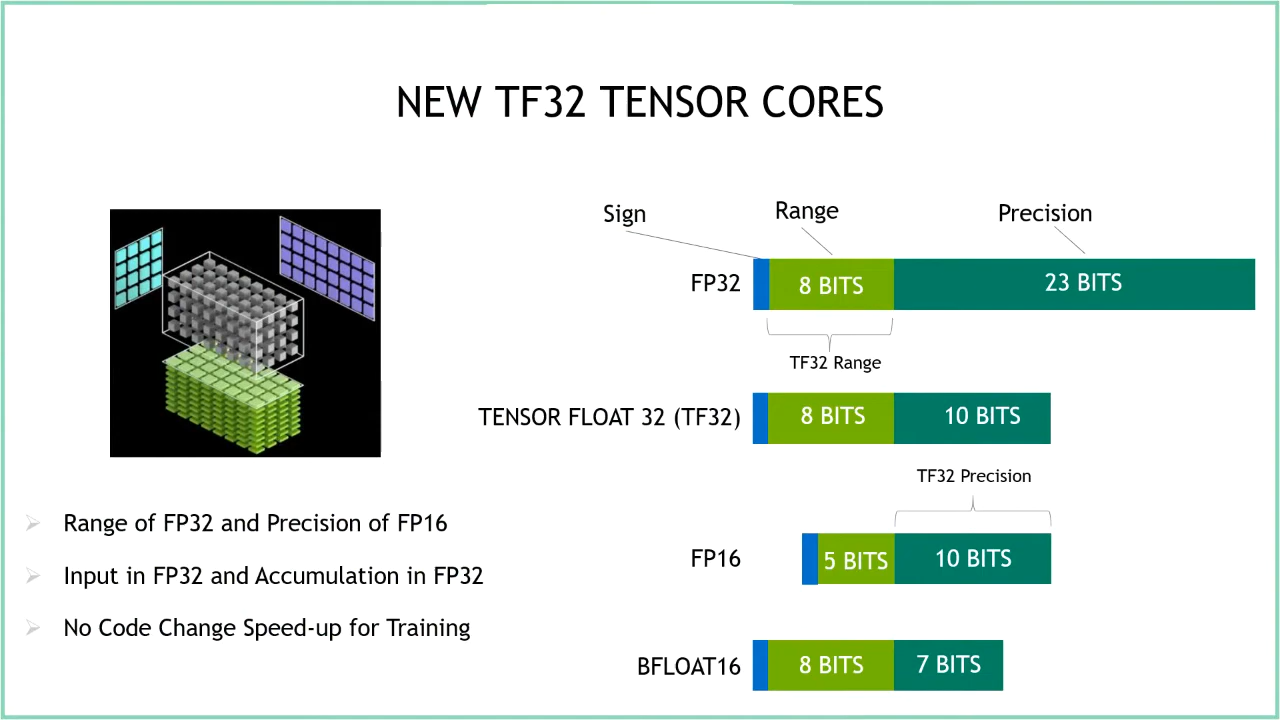 NEW TF32 TENSOR CORES
Sign
Range
Precision
FP32
8 BITS
23 BITS
TF32 Range
TENSOR FLOAT 32 (TF32)
8 BITS
10 BITS
TF32 Precision
FP16
5 BITS
10 BITS
BFLOAT16
8 BITS
7 BITS
Range of FP32 and Precision of FP16
Input in FP32 and Accumulation in FP32
No Code Change Speed-up for Training